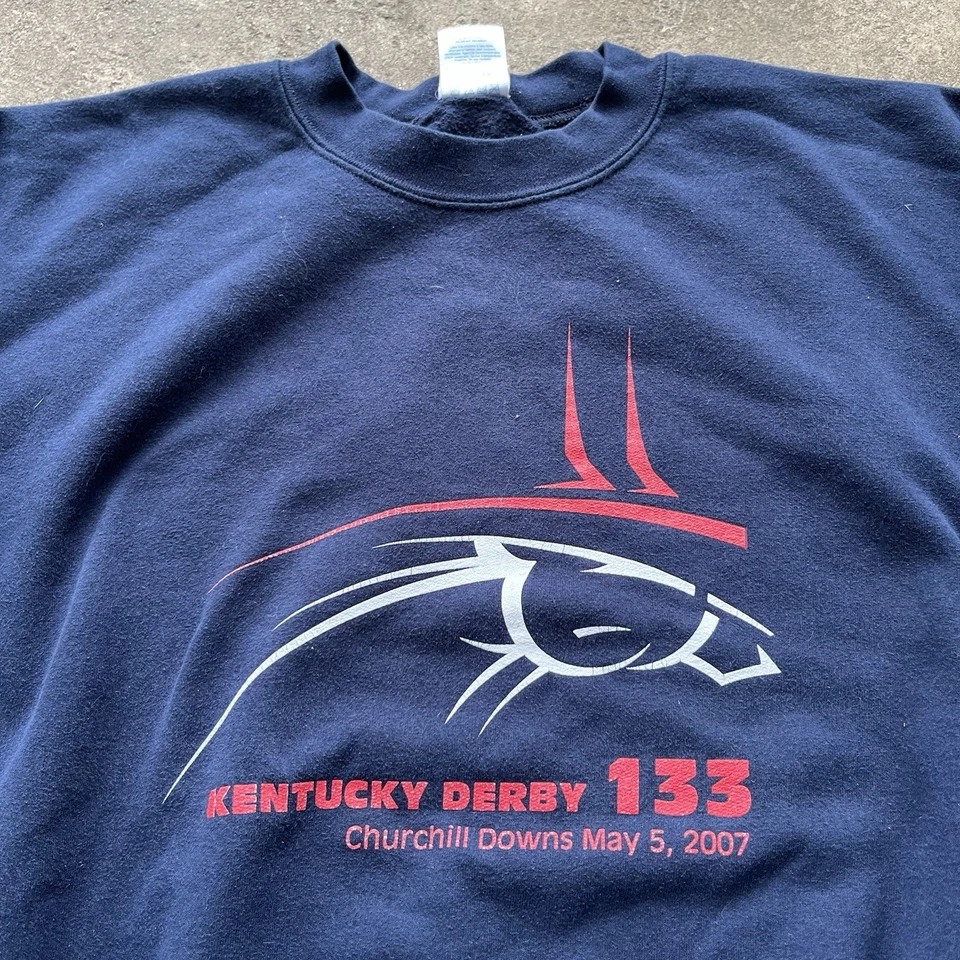 KENTUCKY DERBY 133
Churchill Downs May 5, 2007